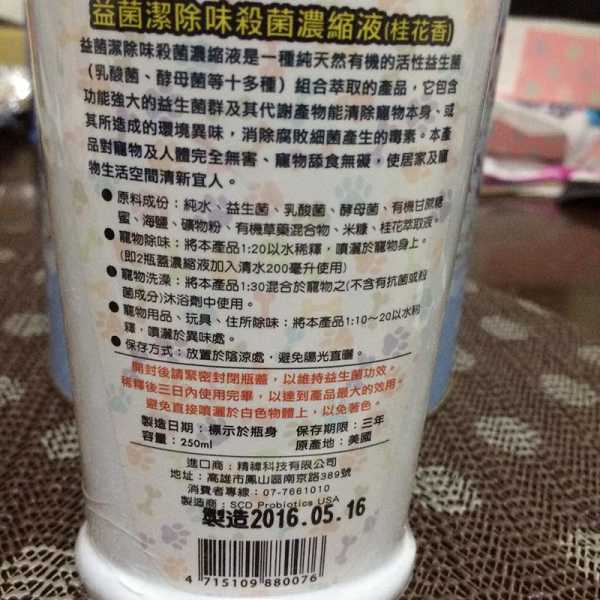 益菌潔除味殺菌濃縮液(桂花香)
益菌潔除味殺菌濃縮液是一種純天然有機的活性益生菌
（乳酸菌、酵母菌等十多種）組合萃取的產品，它包含
功能強大的益生菌群及其代謝產物能清除寵物本身、或
其所造成的環境異味，消除腐敗細菌產生的毒素。本產
品對寵物及人體完全無害、寵物舔食無礙，使居家及寵
物生活空間清新宜人。
●原料成份：純水、益生菌、乳酸菌、酵母菌、有機甘蔗糖
蜜、海鹽、礦物粉、有機草藥混合物、米糠、桂花萃取液。
●寵物除味：將本產品1:20以水稀釋，噴灑於寵物身上。
(即2瓶蓋濃縮液加入清水200毫升使用)
●寵物洗澡：將本產品1:30混合於寵物之(不含有抗菌或殺
菌成分)沐浴劑中使用。
●寵物用品、玩具、住所除味：將本產品1:10～20以水稀
釋，噴灑於異味處。
●保存方式：放置於陰涼處，避免陽光直曬。
開封後請緊密封閉瓶蓋，以維持益生菌功效。
稀釋後三日內使用完畢，以達到產品最大的效用。
避免直接噴灑於白色物體上，以免著色。
製造日期：標示於瓶身 保存期限：三年
容量：250ml 原產地：美國
進口商：精緯科技有限公司
地址：高雄市鳳山區南京路389號
消費者專線：07-7661010
製造商：SCD Probiotics USA
製造2016.05.16
4 715109 880076